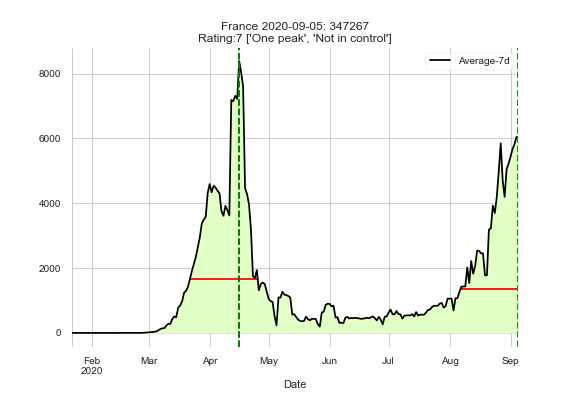 France 2020-09-05: 347267
Rating:7 ['One peak', 'Not in control']
Average-7d
8000
6000
4000
2000
0
Feb Mar Apr May Jun Jul Aug Sep
2020
Date